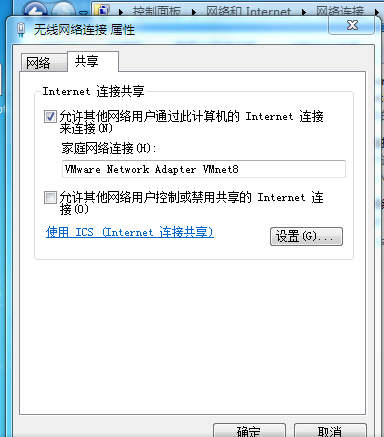 控制面板 ▶ 网络和 Internet ▶ 网络连接
无线网络连接 属性
网络 共享
Internet 连接共享
允许其他网络用户通过此计算机的 Internet 连接
来连接(N)
家庭网络连接(H):
VMware Network Adapter VMnet8
允许其他网络用户控制或禁用共享的 Internet 连
接(O)
使用 ICS (Internet 连接共享)
设置(G)...
确定 取消